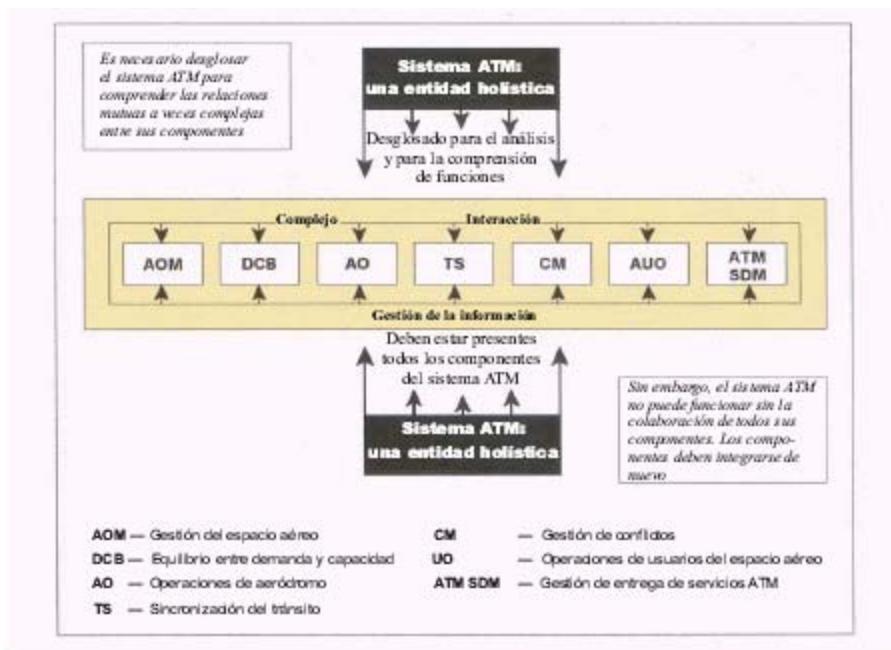 Es necesario desglosar
el sistema ATM para
comprender las relaciones
mutuas a veces complejas
entre sus componentes
Sistema ATM:
una entidad holística
Desglosado para el análisis
y para la comprensión
de funciones
Complejo
Interacción
AOM
DCB
AO
TS
CM
AUO
ATM
SDM
Gestión de la información
Deben estar presentes
todos los componentes
del sistema ATM
Sistema ATM:
una entidad holística
Sin embargo, el sistema ATM
no puede funcionar sin la
colaboración de todos sus
componentes. Los compo-
nentes deben integrarse de
nuevo
AOM — Gestión del espacio aéreo
DCB — Equilibrio entre demanda y capacidad
AO — Operaciones de aeródromo
TS — Sincronización del tránsito
CM — Gestión de conflictos
UO — Operaciones de usuarios del espacio aéreo
ATM SDM — Gestión de entrega de servicios ATM